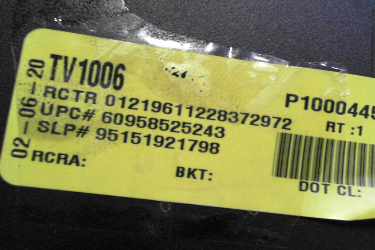 02-06-20
TV1006
RCTR 01219611228372972
UPC# 60958525243
SLP# 95151921798
RCRA:
BKT:
P1000445
RT :1
DOT CL: